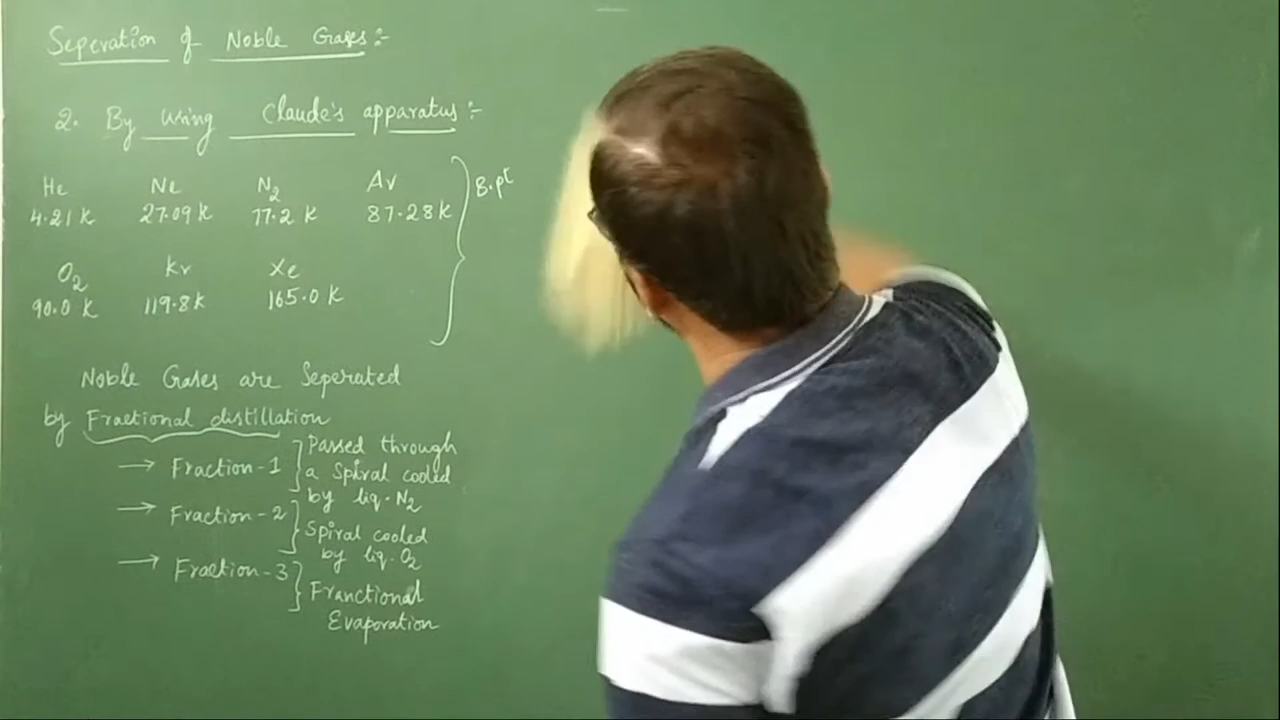 Seperation of Noble Gases:-
2. By using Claude's apparatus:-
He Ne N2 Ar
4.21 K 27.09 K 77.2 K 87.28 K
B.pt
O2 Kr Xe
90.0 K 119.8 K 165.0 K
Noble Gases are Seperated
by Fractional distillation
→ Fraction-1
Passed through
a Spiral cooled
by liq. N2
→ Fraction-2
Spiral cooled
by liq. O2
→ Fraction-3
Franctional
Evaporation